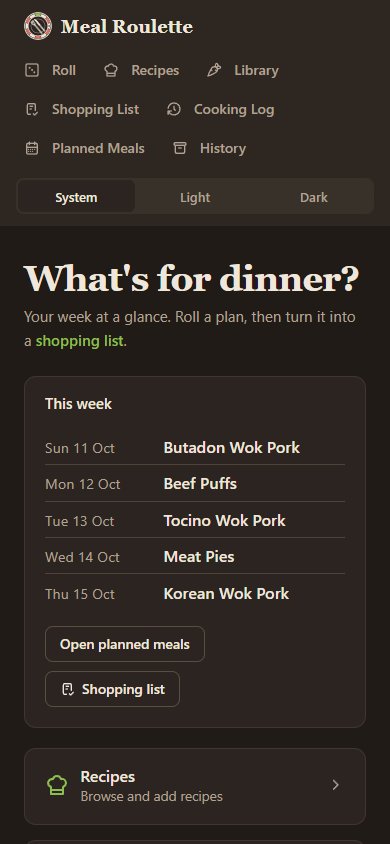 Meal Roulette
Roll Recipes Library
Shopping List Cooking Log
Planned Meals History
System Light Dark
What's for dinner?
Your week at a glance. Roll a plan, then turn it into
a shopping list.
This week
Sun 11 Oct Butadon Wok Pork
Mon 12 Oct Beef Puffs
Tue 13 Oct Tocino Wok Pork
Wed 14 Oct Meat Pies
Thu 15 Oct Korean Wok Pork
Open planned meals
Shopping list
Recipes
Browse and add recipes